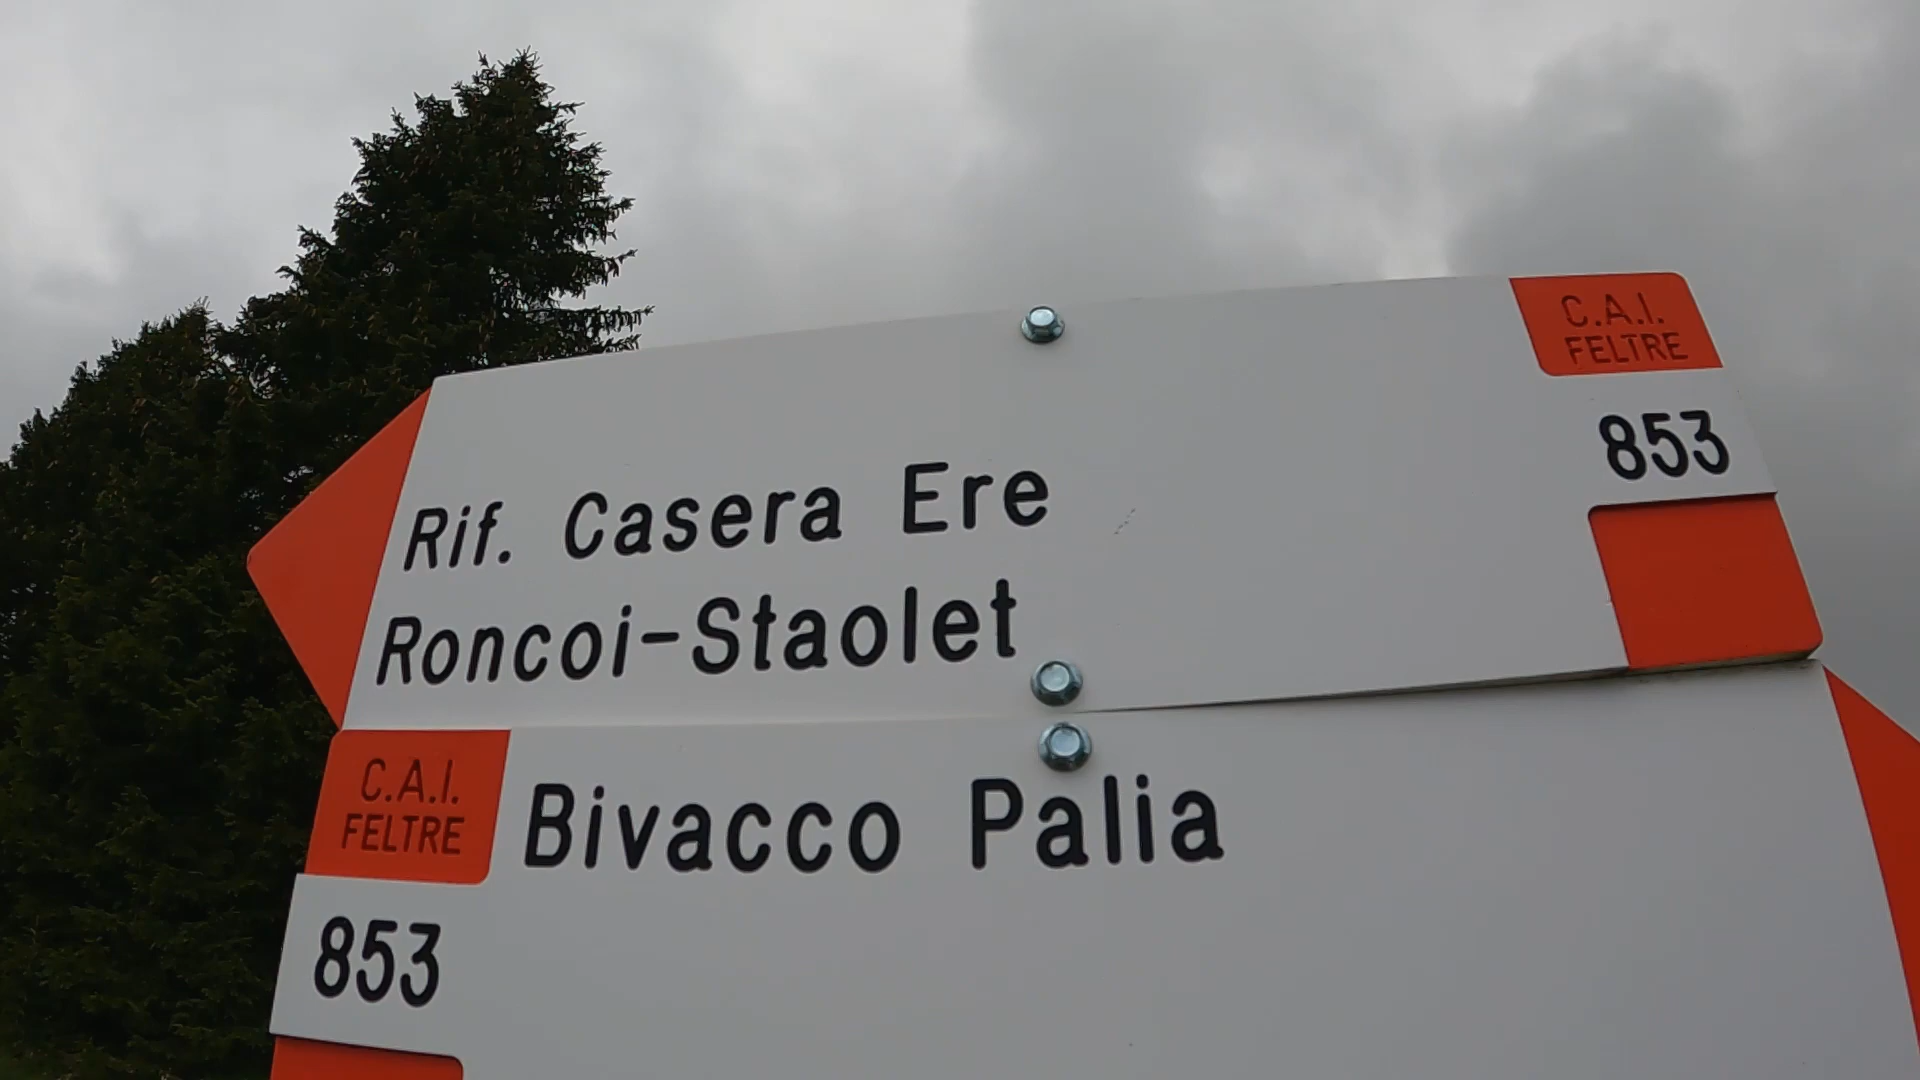 C.A.I.
FELTRE
853
Rif. Casera Ere
Roncoi-Staolet
C.A.I.
FELTRE
Bivacco Palia
853